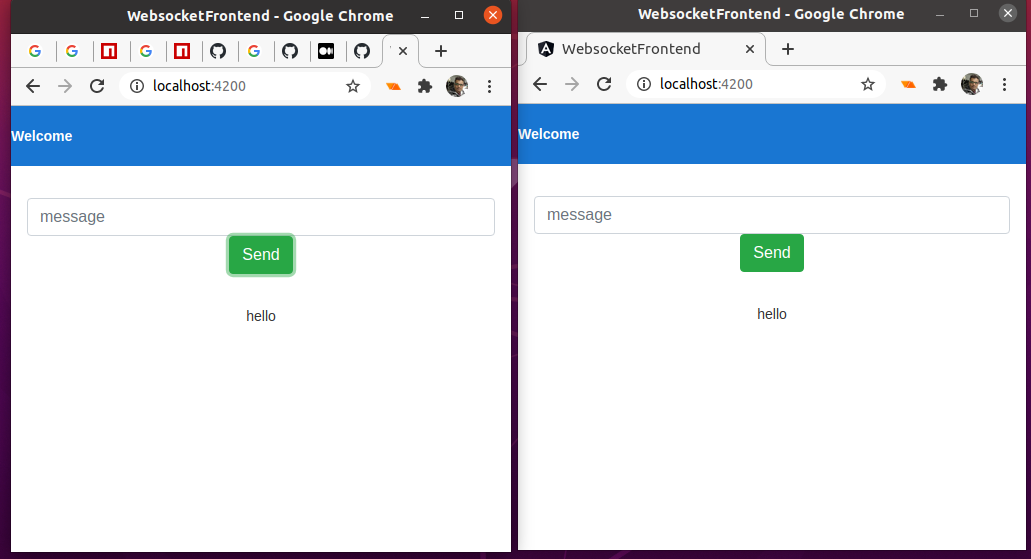 WebsocketFrontend - Google Chrome
localhost:4200
Welcome
message
Send
hello
WebsocketFrontend - Google Chrome
WebsocketFrontend
localhost:4200
Welcome
message
Send
hello